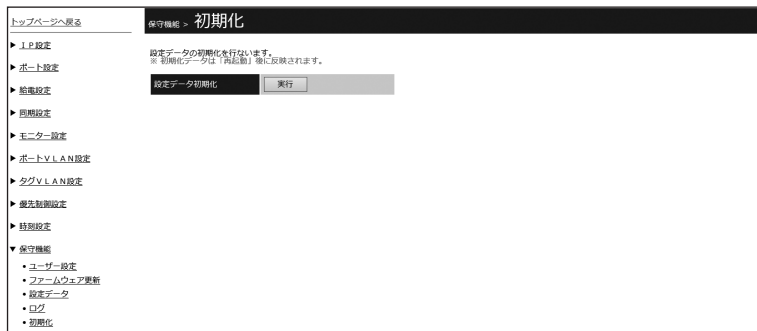 トップページへ戻る
▶ ＩＰ設定
▶ ポート設定
▶ 給電設定
▶ 同期設定
▶ モニター設定
▶ ポートＶＬＡＮ設定
▶ タグＶＬＡＮ設定
▶ 優先制御設定
▶ 時刻設定
▼ 保守機能
• ユーザー設定
• ファームウェア更新
• 設定データ
• ログ
• 初期化
保守機能 > 初期化
設定データの初期化を行ないます。
※ 初期化データは「再起動」後に反映されます。
設定データ初期化 実行